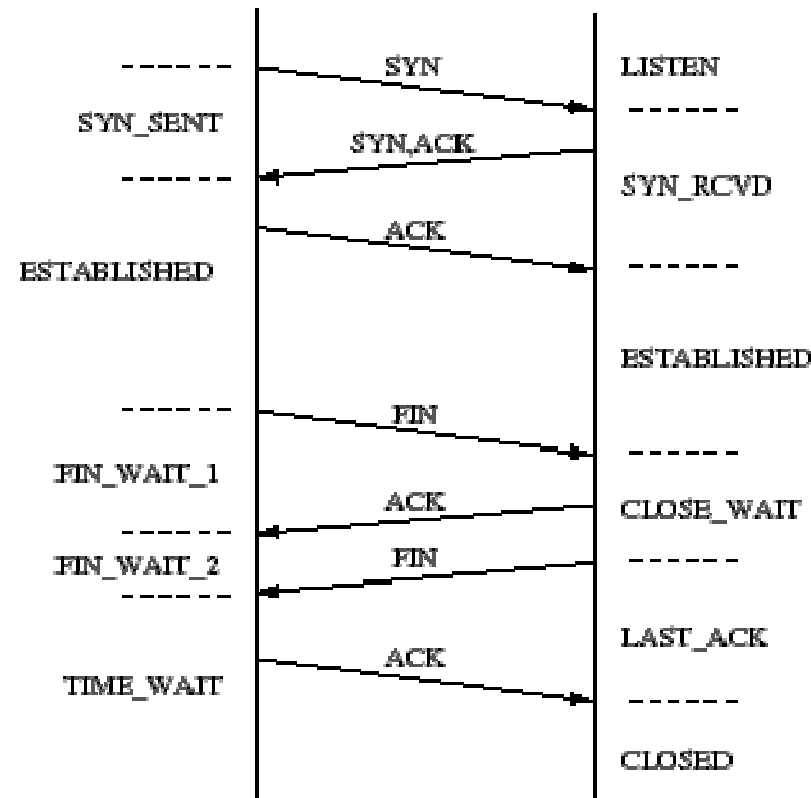 SYN
LISTEN
SYN_SENT
SYN,ACK
SYN_RCVD
ACK
ESTABLISHED
ESTABLISHED
FIN
FIN_WAIT_1
ACK
CLOSE_WAIT
FIN_WAIT_2
FIN
LAST_ACK
ACK
TIME_WAIT
CLOSED